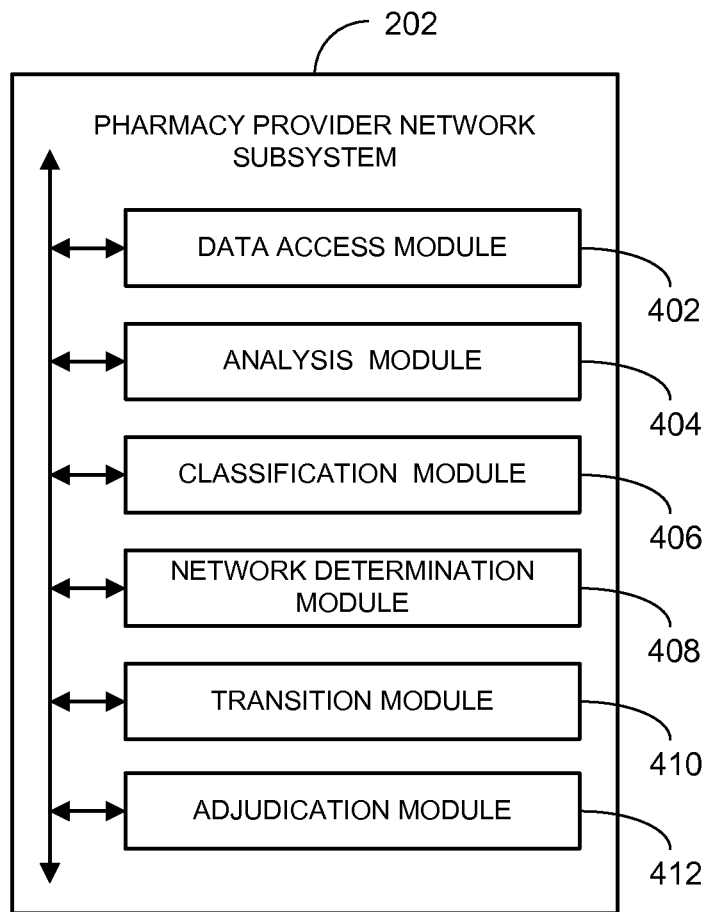 202
PHARMACY PROVIDER NETWORK
SUBSYSTEM
DATA ACCESS MODULE
402
ANALYSIS MODULE
404
CLASSIFICATION MODULE
406
NETWORK DETERMINATION
MODULE
408
TRANSITION MODULE
410
ADJUDICATION MODULE
412